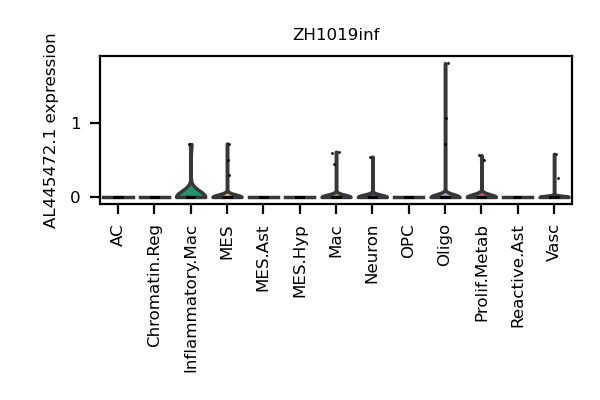 ZH1019inf
AL445472.1 expression
1
0
AC
Chromatin.Reg
Inflammatory.Mac
MES
MES.Ast
MES.Hyp
Mac
Neuron
OPC
Oligo
Prolif.Metab
Reactive.Ast
Vasc